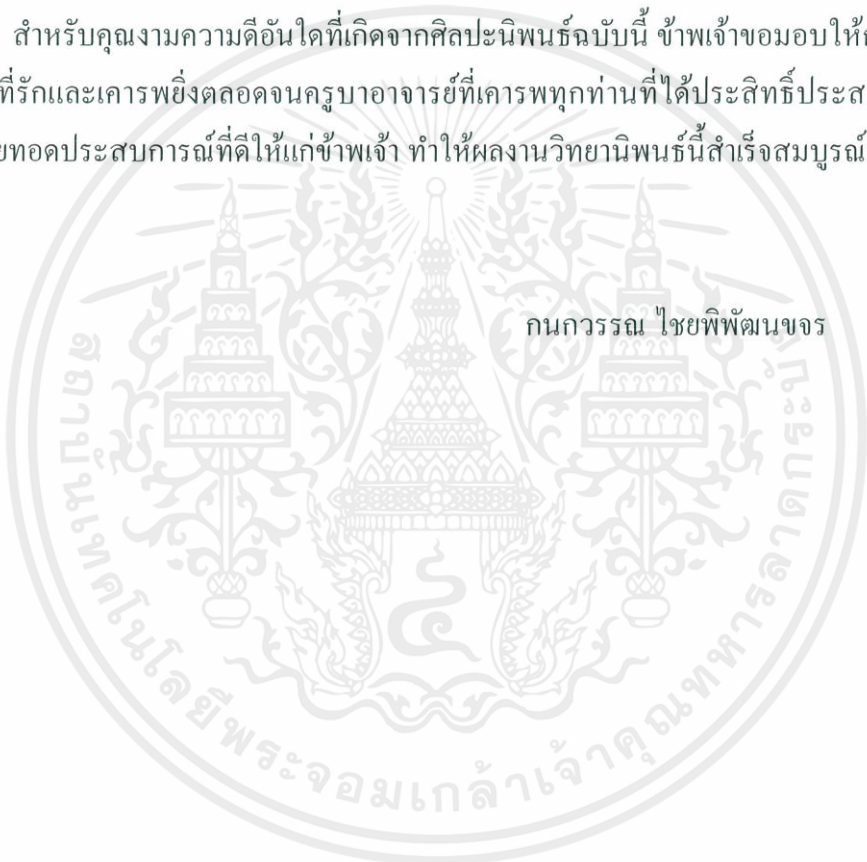 สำหรับคุณงามความดีอันใดที่เกิดจากศิลปะนิพนธ์ฉบับนี้ ข้าพเจ้าขอมอบให้
ที่รักและเคารพยิ่งตลอดจนครูบาอาจารย์ที่เคารพทุกท่านที่ได้ประสิทธิ์ประส
ยทอดประสบการณ์ที่ดีให้แก่ข้าพเจ้า ทำให้ผลงานวิทยานิพนธ์นี้สำเร็จสมบูรณ์
กนกวรรณ ไชยพิพัฒนขจร
สถาบันเทคโนโลยีพระจอมเกล้าเจ้าคุณทหารลาดกระบัง